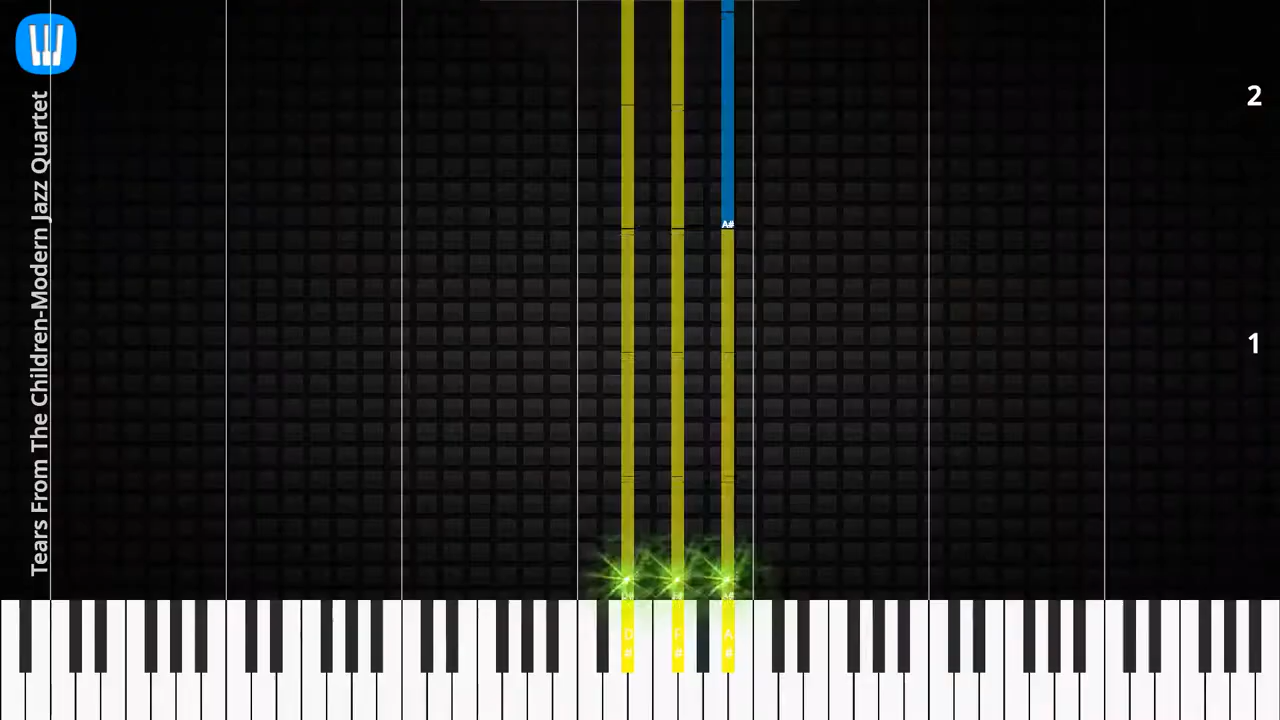 Tears From The Children-Modern Jazz Quartet
2
A#
1
D# F# A#
D
#
F
#
A
#